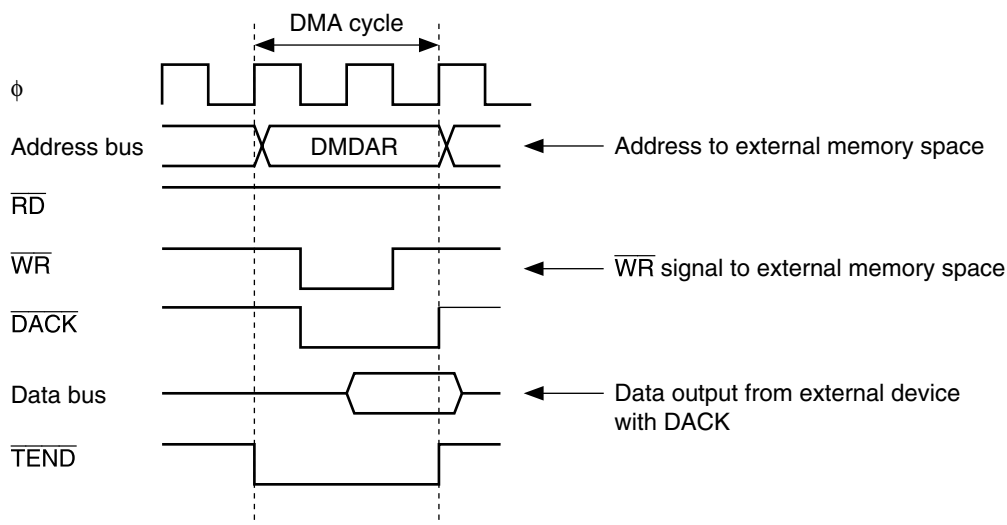 DMA cycle
φ
Address bus
DMDAR
Address to external memory space
RD
WR
WR signal to external memory space
DACK
Data bus
Data output from external device
with DACK
TEND